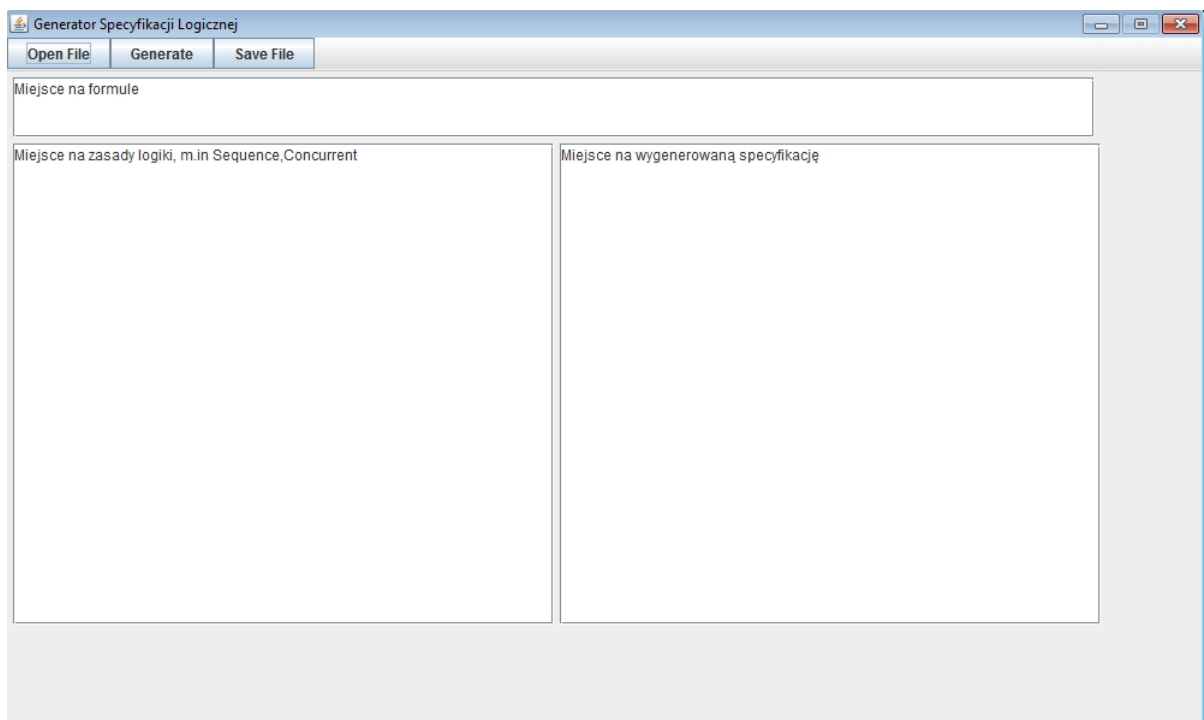 Generator Specyfikacji Logicznej
Open File Generate Save File
Miejsce na formule
Miejsce na zasady logiki, m.in Sequence,Concurrent
Miejsce na wygenerowaną specyfikację